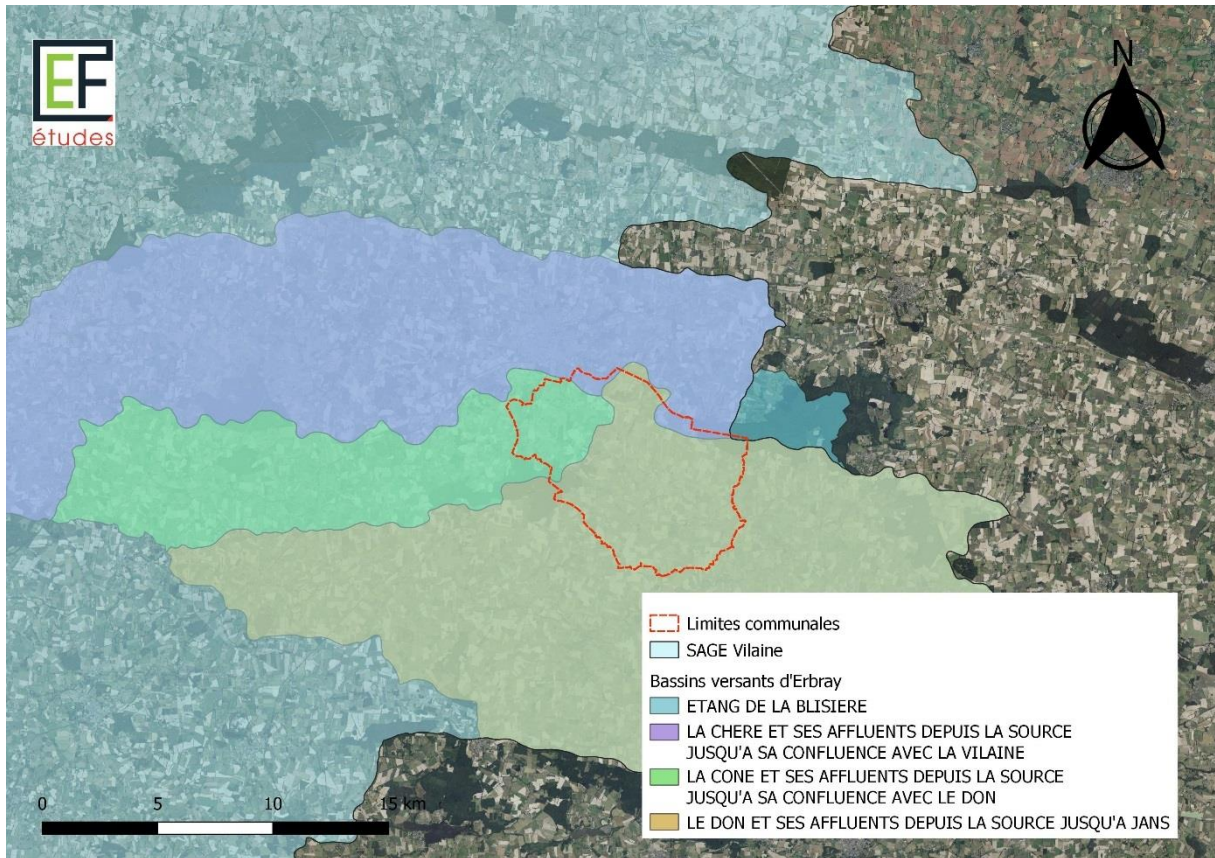 EF
études
N
Limites communales
SAGE Vilaine
Bassins versants d'Erbray
ETANG DE LA BLISIERE
LA CHERE ET SES AFFLUENTS DEPUIS LA SOURCE
JUSQU'A SA CONFLUENCE AVEC LA VILAINE
LA CONE ET SES AFFLUENTS DEPUIS LA SOURCE
JUSQU'A SA CONFLUENCE AVEC LE DON
LE DON ET SES AFFLUENTS DEPUIS LA SOURCE JUSQU'A JANS
0 5 10 15 km